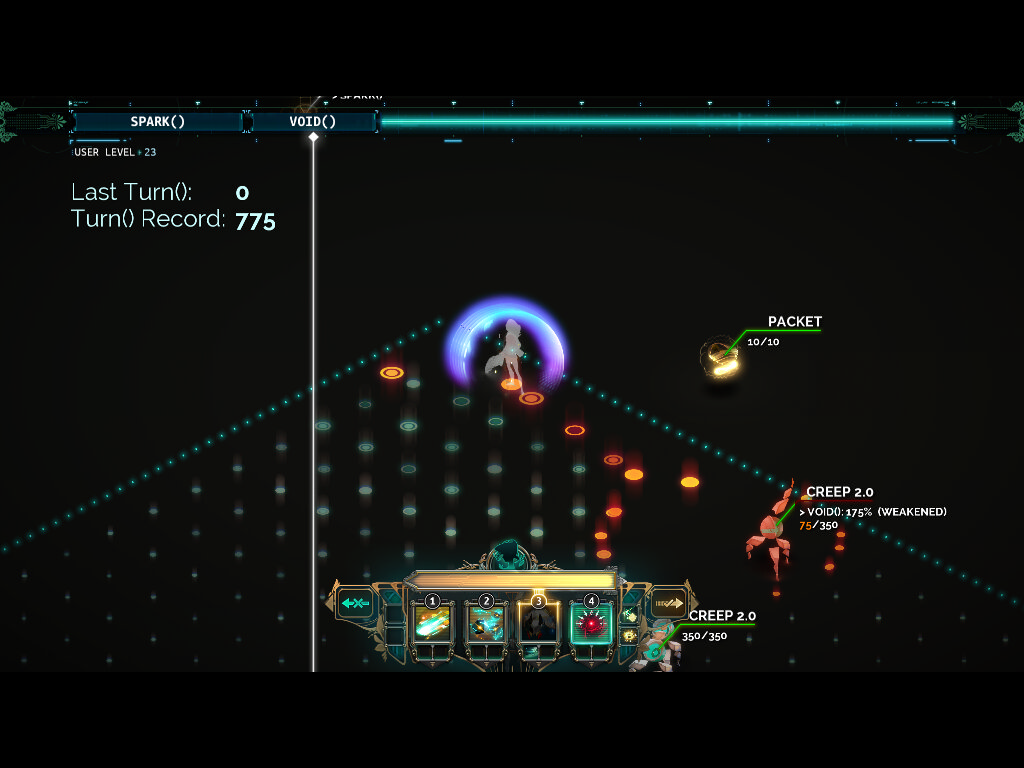 >SPARK()
SPARK()
VOID()
USER LEVEL+23
Last Turn(): 0
Turn() Record: 775
PACKET
10/10
CREEP 2.0
> VOID(): 175% (WEAKENED)
75/350
1
2
3
4
CREEP 2.0
350/350